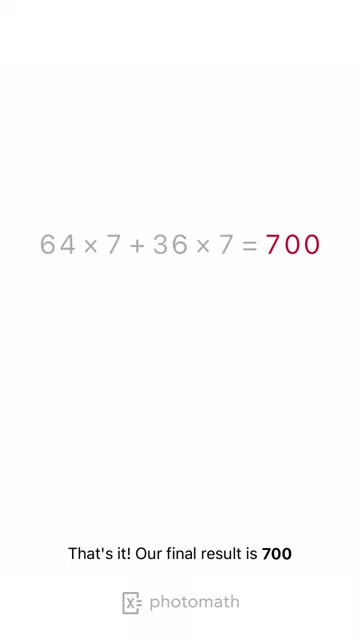 64 × 7 + 36 × 7 = 700
That's it! Our final result is 700
photomath